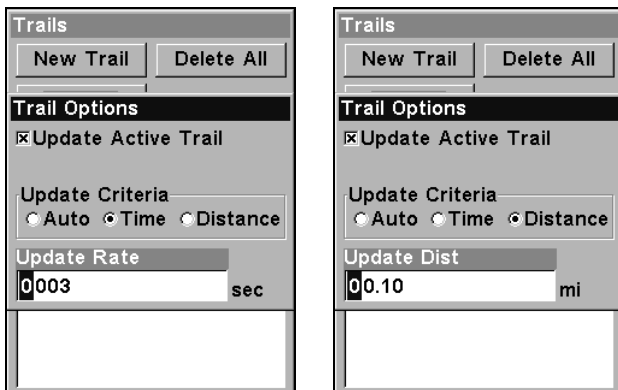 Trails
New Trail Delete All
Trail Options
Update Active Trail
Update Criteria
Auto Time Distance
Update Rate
0003 sec
Trails
New Trail Delete All
Trail Options
Update Active Trail
Update Criteria
Auto Time Distance
Update Dist
00.10 mi